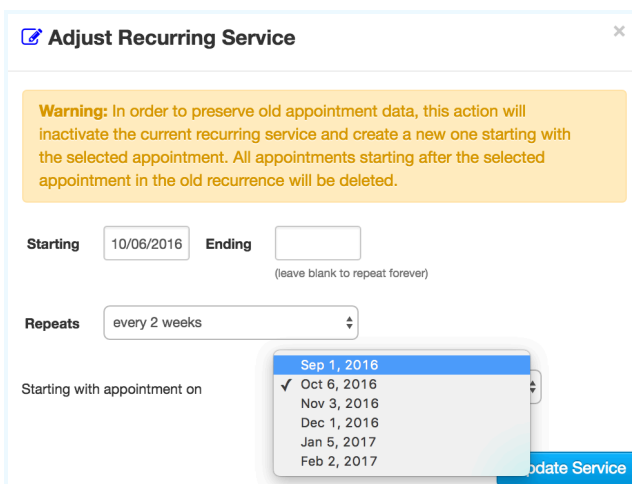 Adjust Recurring Service ×
Warning: In order to preserve old appointment data, this action will
inactivate the current recurring service and create a new one starting with
the selected appointment. All appointments starting after the selected
appointment in the old recurrence will be deleted.
Starting 10/06/2016 Ending
(leave blank to repeat forever)
Repeats every 2 weeks
Sep 1, 2016
Starting with appointment on ✓ Oct 6, 2016
Nov 3, 2016
Dec 1, 2016
Jan 5, 2017
Feb 2, 2017
pdate Service